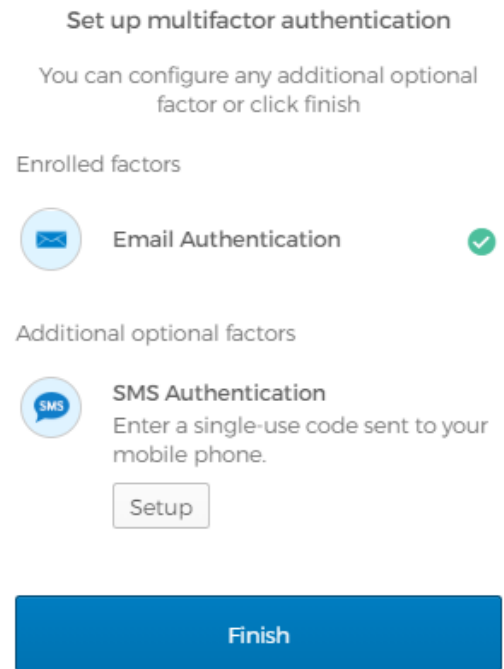 Set up multifactor authentication
You can configure any additional optional
factor or click finish
Enrolled factors
Email Authentication
Additional optional factors
SMS
SMS Authentication
Enter a single-use code sent to your
mobile phone.
Setup
Finish